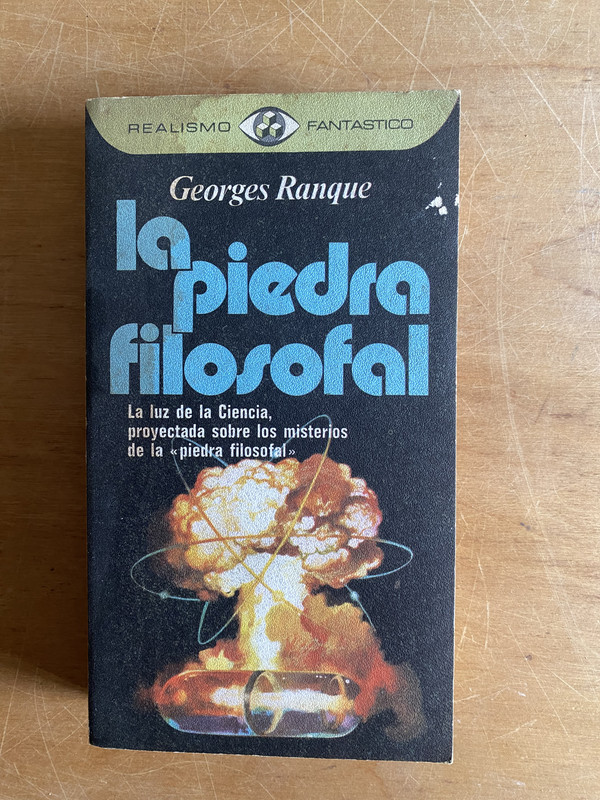 REALISMO FANTASTICO
Georges Ranque
la
piedra
filosofal
La luz de la Ciencia,
proyectada sobre los misterios
de la «piedra filosofal»